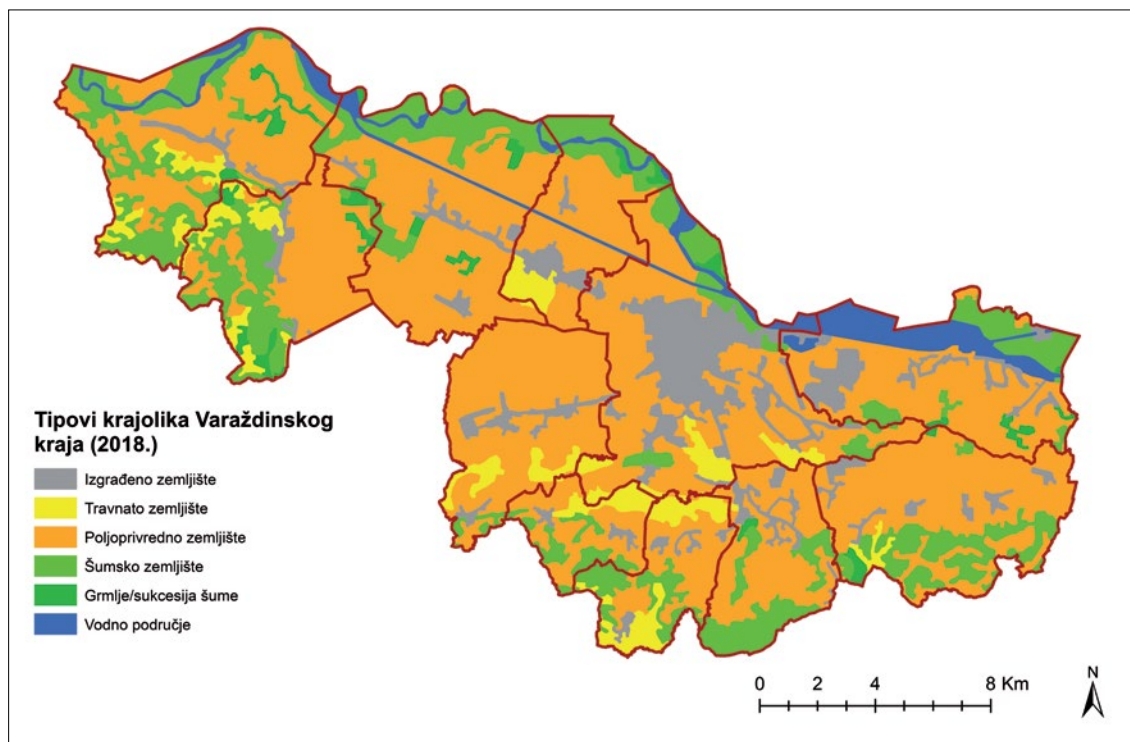 Tipovi krajolika Varaždinskog
kraja (2018.)
Izgrađeno zemljište
Travnato zemljište
Poljoprivredno zemljište
Šumsko zemljište
Grmlje/sukcesija šume
Vodno područje
0 2 4 8 Km
N